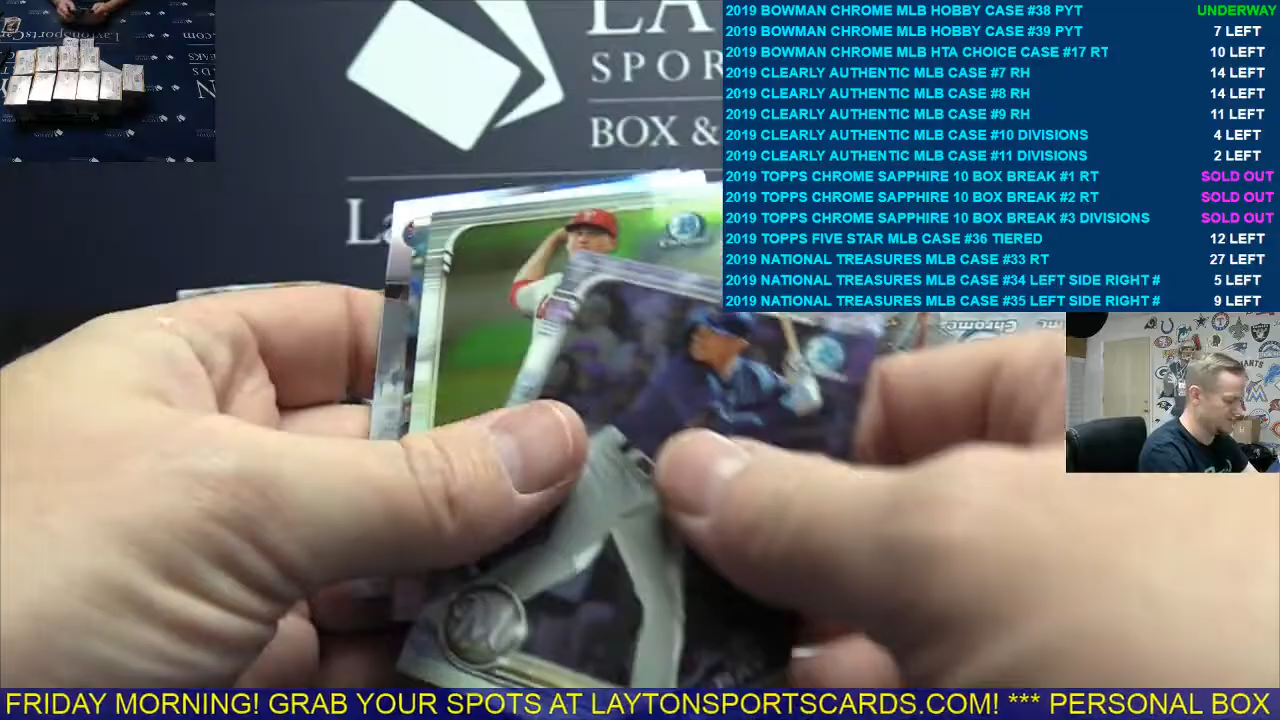 2019 BOWMAN CHROME MLB HOBBY CASE #38 PYT UNDERWAY
2019 BOWMAN CHROME MLB HOBBY CASE #39 PYT 7 LEFT
2019 BOWMAN CHROME MLB HTA CHOICE CASE #17 RT 10 LEFT
2019 CLEARLY AUTHENTIC MLB CASE #7 RH 14 LEFT
2019 CLEARLY AUTHENTIC MLB CASE #8 RH 14 LEFT
2019 CLEARLY AUTHENTIC MLB CASE #9 RH 11 LEFT
2019 CLEARLY AUTHENTIC MLB CASE #10 DIVISIONS 4 LEFT
2019 CLEARLY AUTHENTIC MLB CASE #11 DIVISIONS 2 LEFT
2019 TOPPS CHROME SAPPHIRE 10 BOX BREAK #1 RT SOLD OUT
2019 TOPPS CHROME SAPPHIRE 10 BOX BREAK #2 RT SOLD OUT
2019 TOPPS CHROME SAPPHIRE 10 BOX BREAK #3 DIVISIONS SOLD OUT
2019 TOPPS FIVE STAR MLB CASE #36 TIERED 12 LEFT
2019 NATIONAL TREASURES MLB CASE #33 RT 27 LEFT
2019 NATIONAL TREASURES MLB CASE #34 LEFT SIDE RIGHT # 5 LEFT
2019 NATIONAL TREASURES MLB CASE #35 LEFT SIDE RIGHT # 9 LEFT
LA
SPOR
BOX &
La
Chrome
FRIDAY MORNING! GRAB YOUR SPOTS AT LAYTONSPORTSCARDS.COM! *** PERSONAL BOX